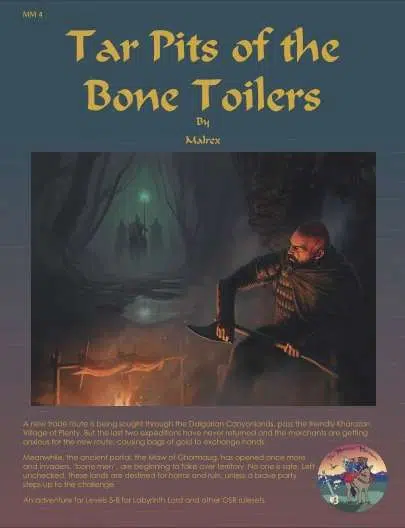 MM 4
Tar Pits of the
Bone Toilers
By
Malrex
A new trade route is being sought through the Dalgarian Canyonlands, pass the friendly Kharazan
Village of Plenty. But the last two expeditions have never returned and the merchants are getting
anxious for the new route, causing bags of gold to exchange hands.
Meanwhile, the ancient portal, the Maw of Ghormaug, has opened once more
and invaders, 'bone men', are beginning to take over territory. No one is safe. Left
unchecked, these lands are destined for horror and ruin, unless a brave party
steps up to the challenge.
An adventure for Levels 5-8 for Labyrinth Lord and other OSR rulesets.